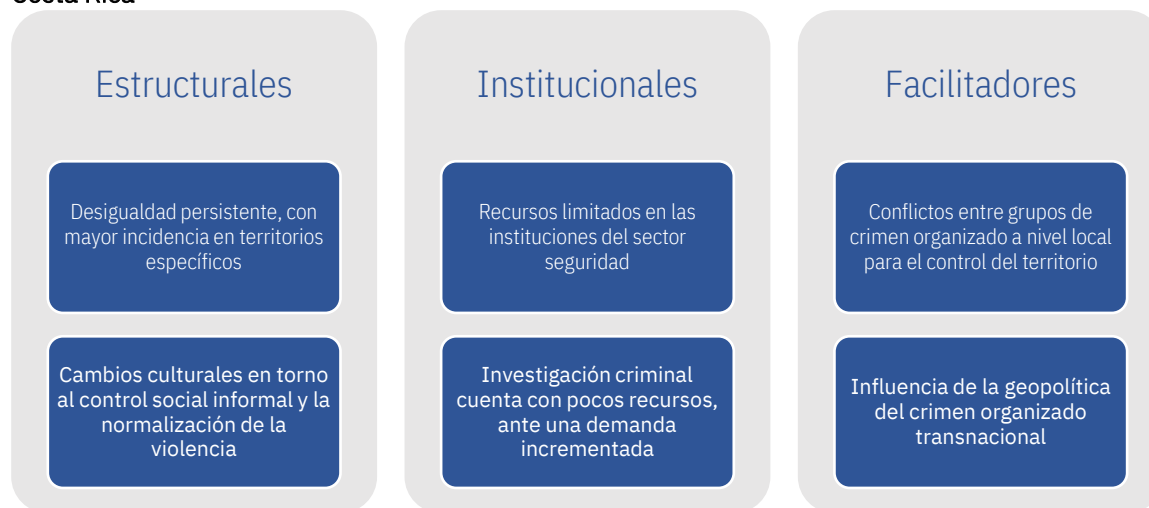 Costa Rica
Estructurales
Desigualdad persistente, con
mayor incidencia en territorios
específicos
Cambios culturales en torno
al control social informal y la
normalización de la
violencia
Institucionales
Recursos limitados en las
instituciones del sector
seguridad
Investigación criminal
cuenta con pocos recursos,
ante una demanda
incrementada
Facilitadores
Conflictos entre grupos de
crimen organizado a nivel local
para el control del territorio
Influencia de la geopolítica
del crimen organizado
transnacional